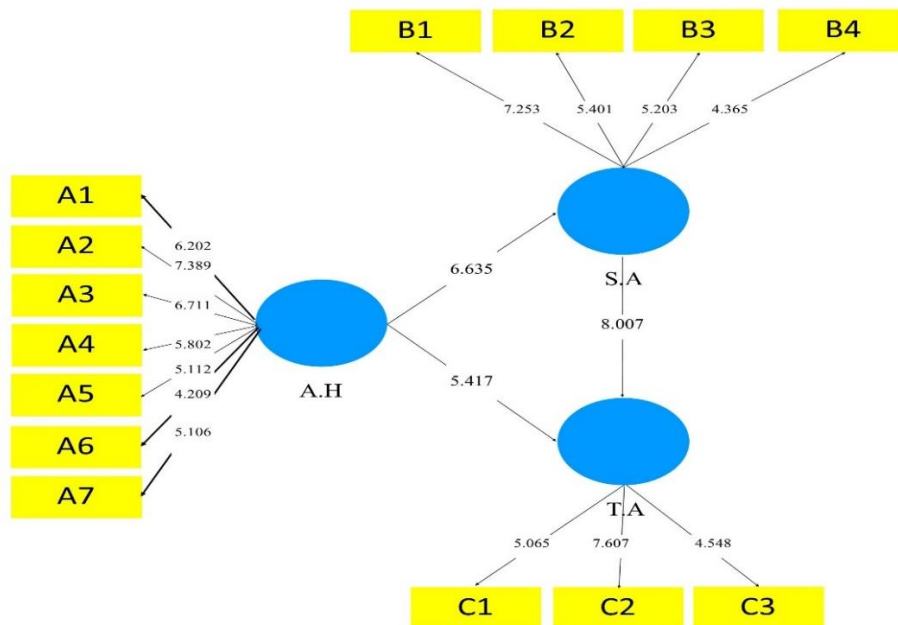 B1 B2 B3 B4
7.253 5.401 5.203 4.365
A1
A2
A3
A4
A5
A6
A7
6.202
7.389
6.711
5.802
5.112
4.209
5.106
A.H
6.635
5.417
S.A
8.007
T.A
5.065 7.607 4.548
C1 C2 C3